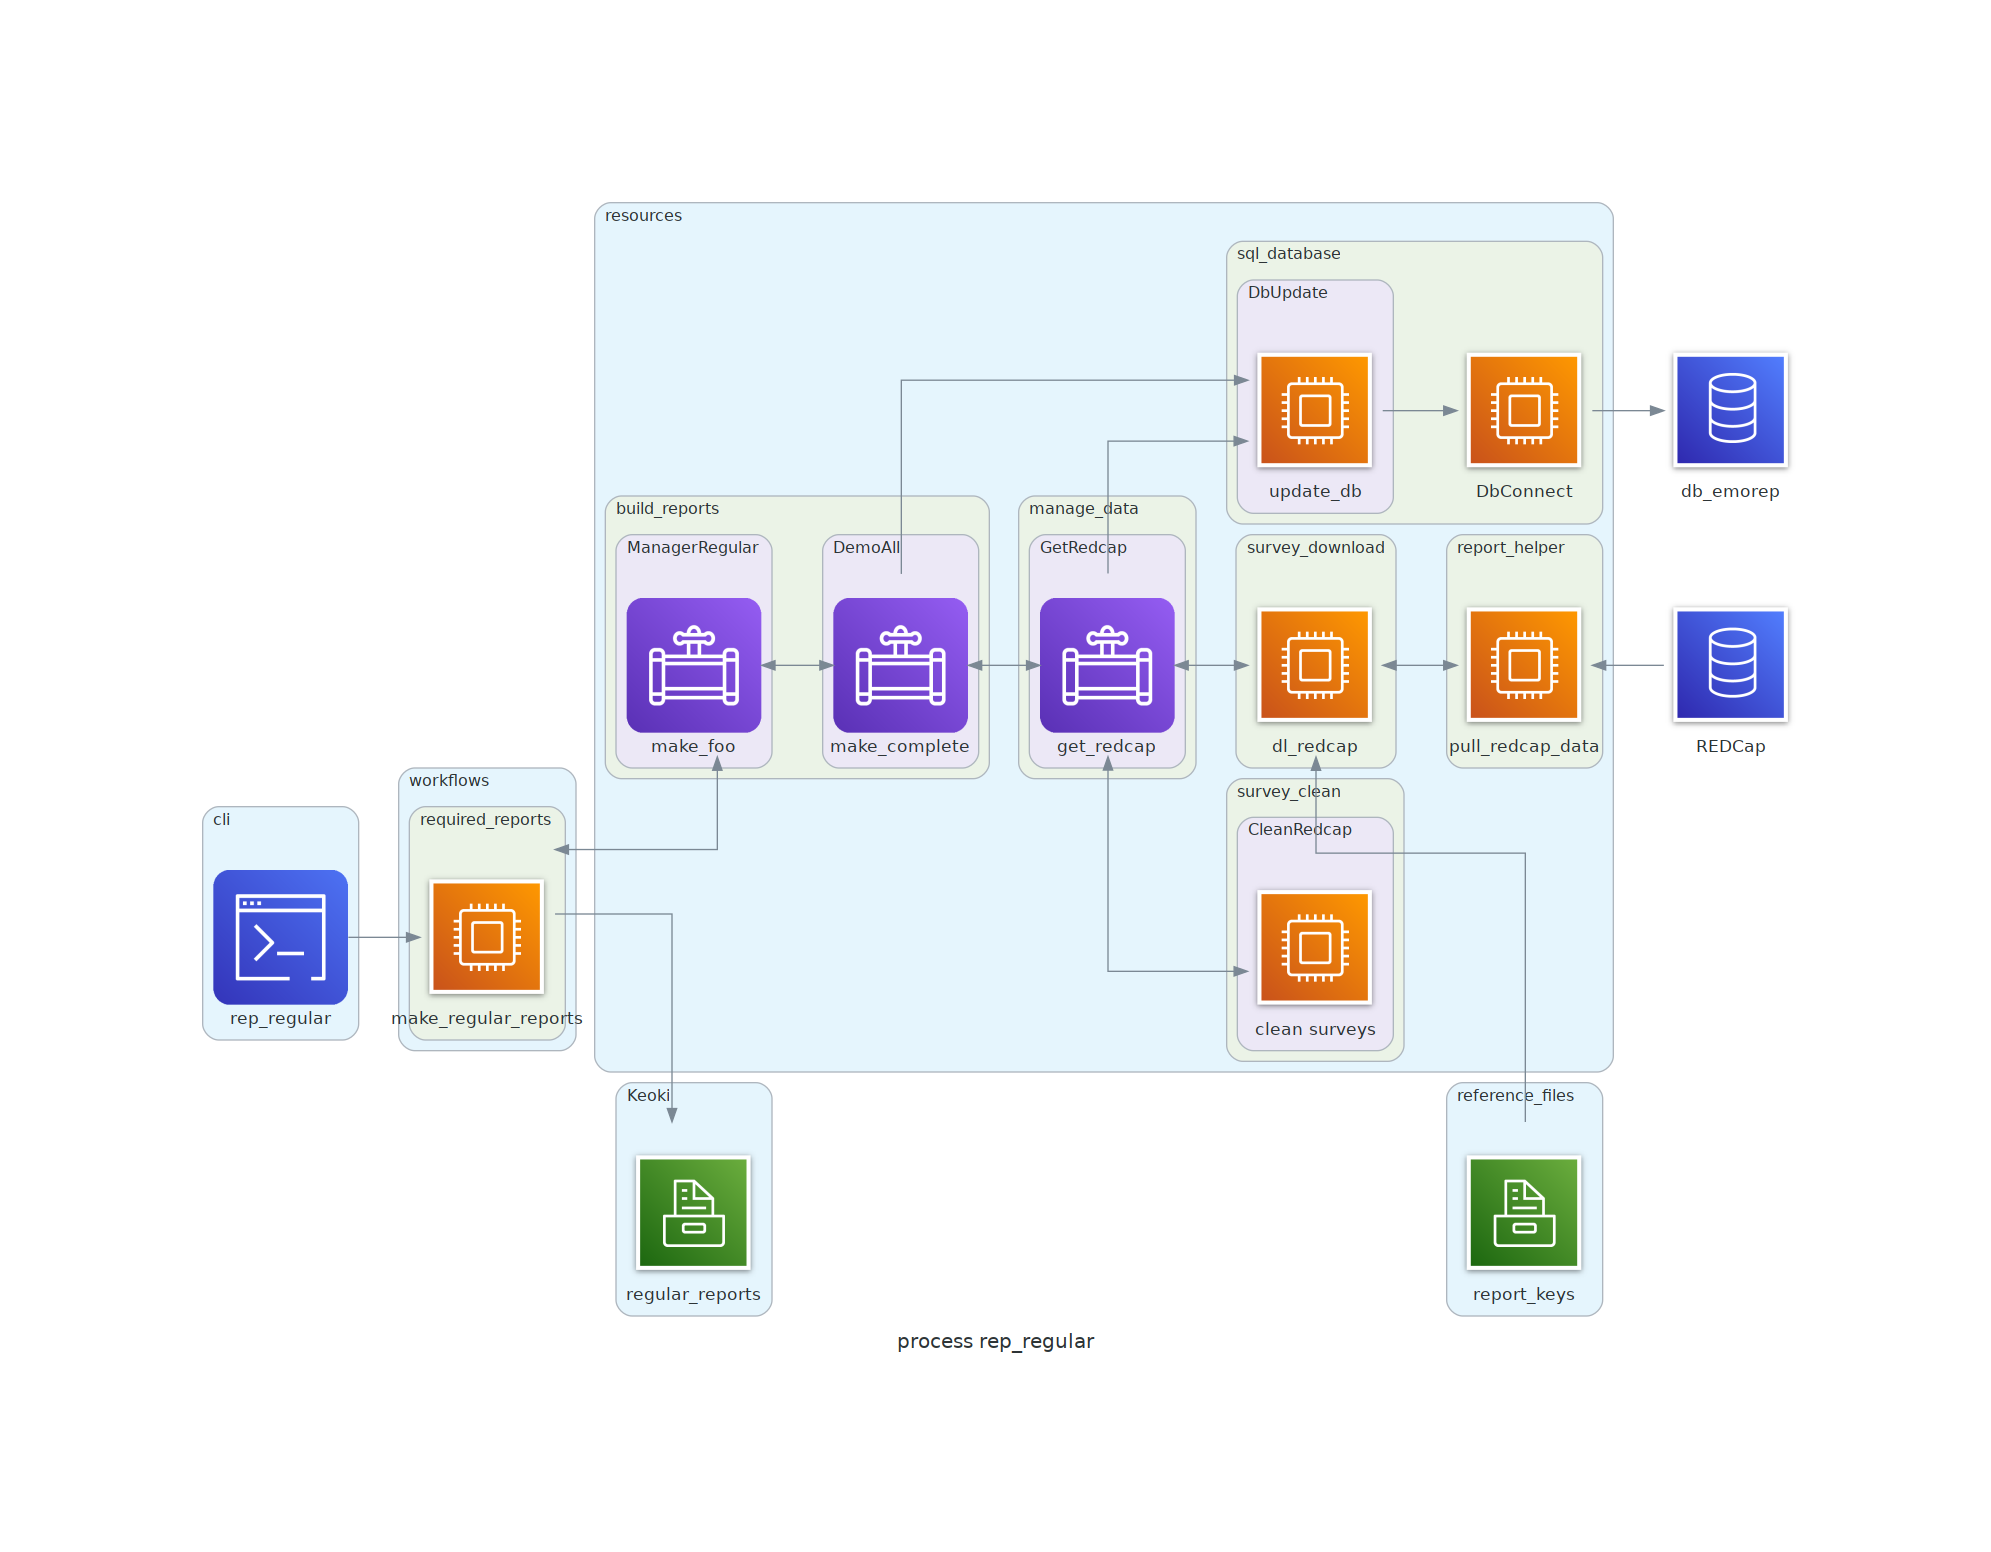 resources
sql_database
DbUpdate
update_db
DbConnect
db_emorep
build_reports
manage_data
ManagerRegular
DemoAll
GetRedcap
survey_download
report_helper
make_foo
make_complete
get_redcap
dl_redcap
pull_redcap_data
REDCap
workflows
survey_clean
cli
required_reports
CleanRedcap
rep_regular
make_regular_reports
clean surveys
Keoki
reference_files
regular_reports
report_keys
process rep_regular